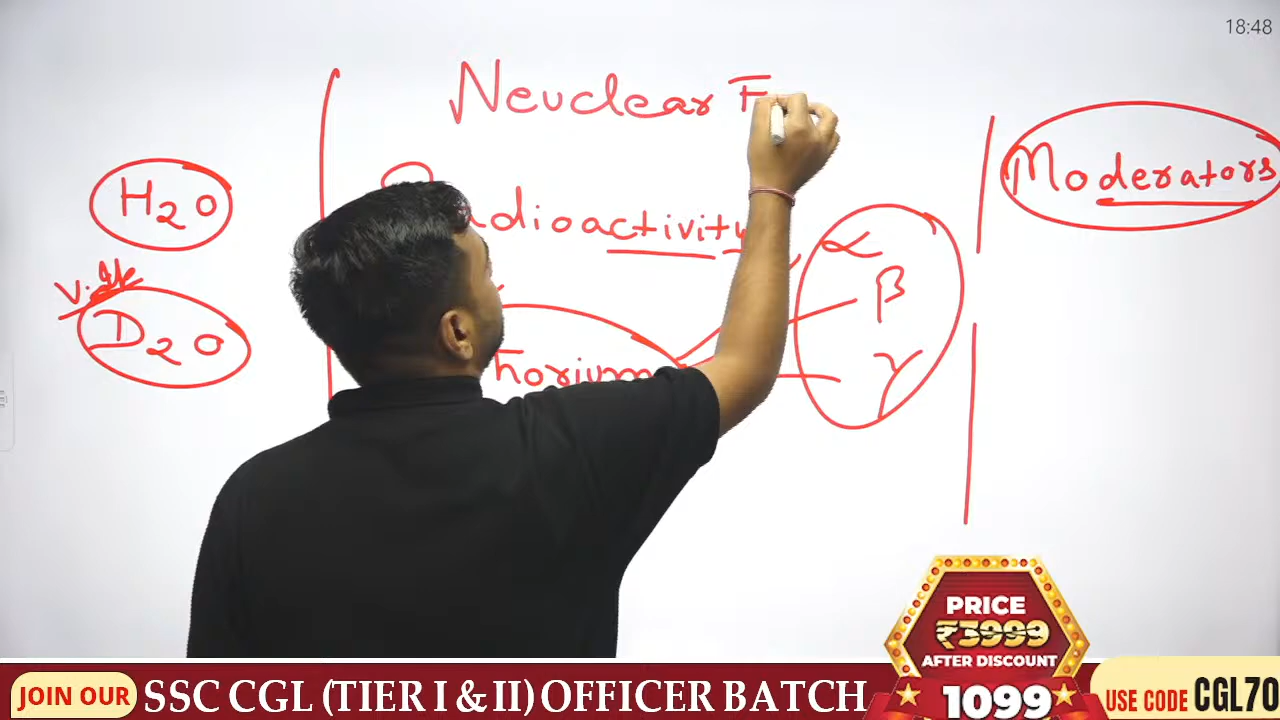 18:48
Neuclear F
H2O
Radioactivity
Moderators
α
β
γ
V.
D2O
Thorium
PRICE
₹3999
AFTER DISCOUNT
1099
JOIN OUR SSC CGL (TIER I & II) OFFICER BATCH
USE CODE CGL70